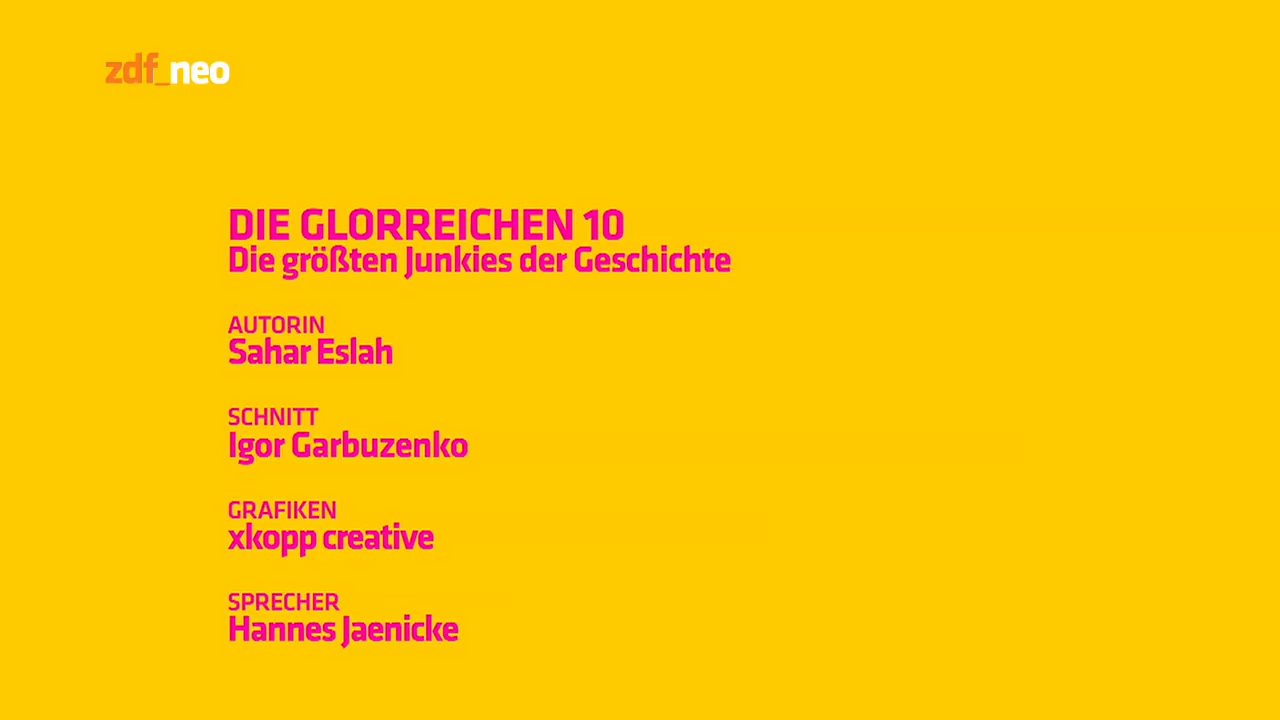 zdf_neo
DIE GLORREICHEN 10
Die größten Junkies der Geschichte
AUTORIN
Sahar Eslah
SCHNITT
Igor Garbuzenko
GRAFIKEN
xkopp creative
SPRECHER
Hannes Jaenicke